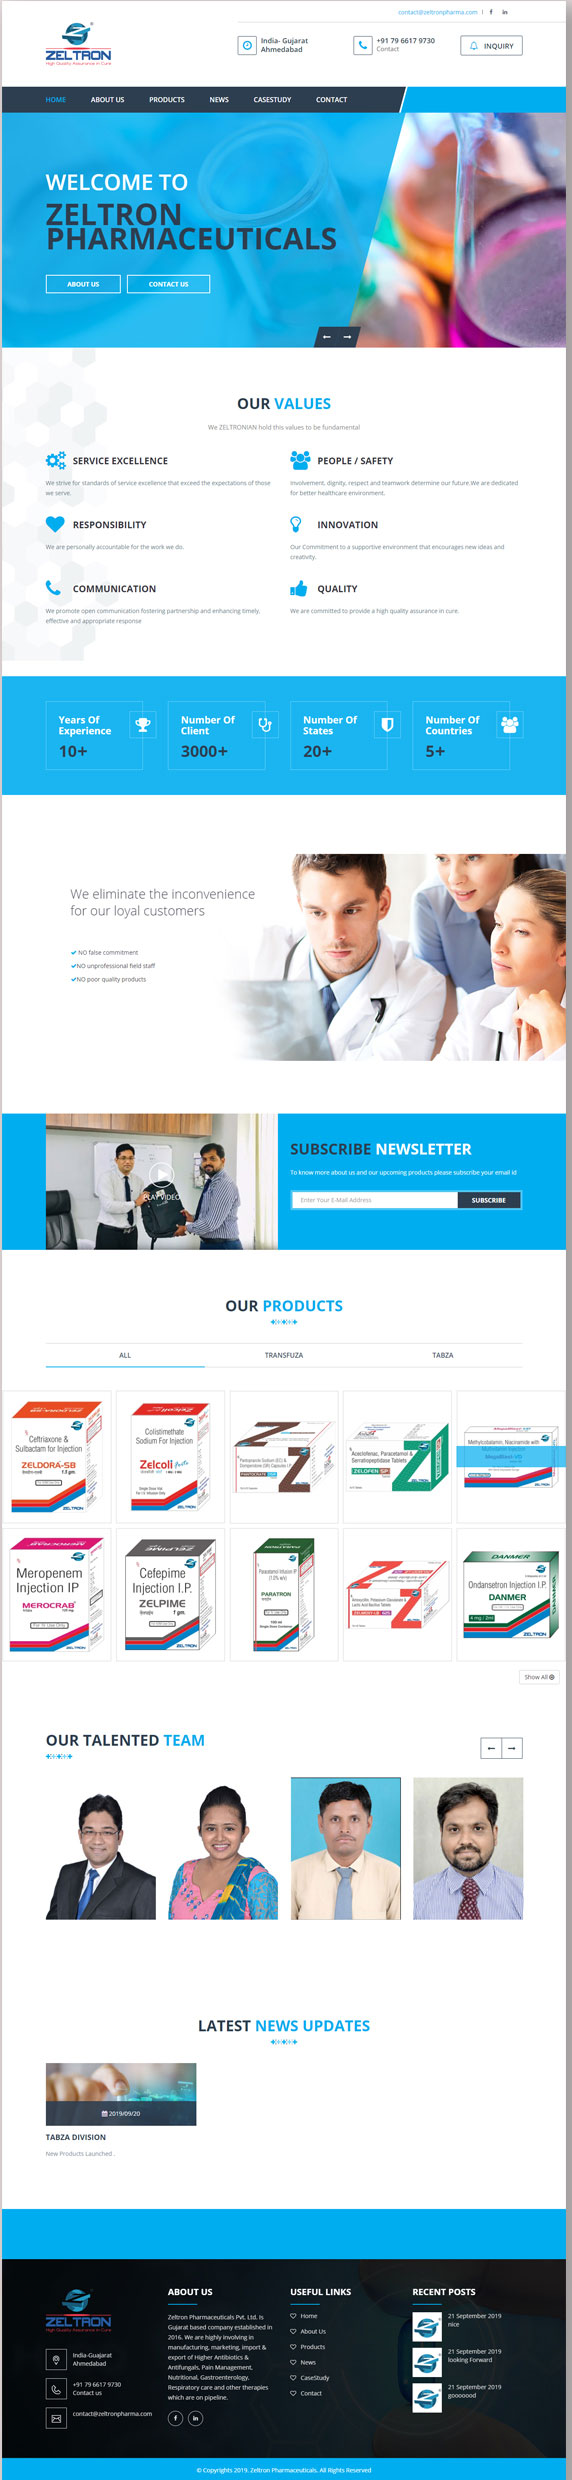 contact@zeltronpharma.com
ZELTRON
High Quality Assurance in Cure
India- Gujarat
Ahmedabad
+91 79 6617 9730
Contact
INQUIRY
HOME ABOUT US PRODUCTS NEWS CASESTUDY CONTACT
WELCOME TO
ZELTRON
PHARMACEUTICALS
ABOUT US CONTACT US
OUR VALUES
We ZELTRONIAN hold this values to be fundamental
SERVICE EXCELLENCE
We strive for standards of service excellence that exceed the expectations of those
we serve.
PEOPLE / SAFETY
Involvement, dignity, respect and teamwork determine our future.We are dedicated
for better healthcare environment.
RESPONSIBILITY
We are personally accountable for the work we do.
INNOVATION
Our Commitment to a supportive environment that encourages new ideas and
creativity.
COMMUNICATION
We promote open communication fostering partnership and enhancing timely,
effective and appropriate response
QUALITY
We are committed to provide a high quality assurance in cure.
Years Of
Experience
10+
Number Of
Client
3000+
Number Of
States
20+
Number Of
Countries
5+
We eliminate the inconvenience
for our loyal customers
NO false commitment
NO unprofessional field staff
NO poor quality products
PLAY VIDEO
SUBSCRIBE NEWSLETTER
To know more about us and our upcoming products please subscribe your email id
Enter Your E-Mail Address
SUBSCRIBE
OUR PRODUCTS
ALL TRANSFUZA TABZA
Ceftriaxone &
Sulbactam for Injection
ZELDORA-SB
1.5 gm.
ZELTRON
Colistimethate
Sodium For Injection
Zelcoli forte
Single Dose Vial
ZELTRON
Pantoprazole Sodium (EC) &
Domperidone (SR) Capsules I.P.
ZELTRON
Aceclofenac, Paracetamol &
Serratiopeptidase Tablets
ZELOFEN SP
ZELTRON
Methylcobalamin, Niacinamide with
ZELTRON
Meropenem
Injection IP
MEROCRAB
ZELTRON
Cefepime
Injection I.P.
ZELPIME
1 gm.
ZELTRON
Paracetamol Infusion IP
PARATRON
100 ml
ZELTRON
ZELTRON
DANMER
Ondansetron Injection I.P.
DANMER
4 mg / 2ml
ZELTRON
Show All
OUR TALENTED TEAM
LATEST NEWS UPDATES
2019/09/20
TABZA DIVISION
New Products Launched .
ZELTRON
High Quality Assurance in Cure
India-Guajarat
Ahmedabad
+91 79 6617 9730
Contact us
contact@zeltronpharma.com
ABOUT US
Zeltron Pharmaceuticals Pvt. Ltd. Is
Gujarat based company established in
2016. We are highly involving in
manufacturing, marketing, import &
export of Higher Antibiotics &
Antifungals, Pain Management,
Nutritional, Gastroenterology,
Respiratory care and other therapies
which are on pipeline.
USEFUL LINKS
Home
About Us
Products
News
CaseStudy
Contact
RECENT POSTS
21 September 2019
nice
21 September 2019
looking Forward
21 September 2019
gooooood
© Copyrights 2019. Zeltron Pharmaceuticals. All Rights Reserved